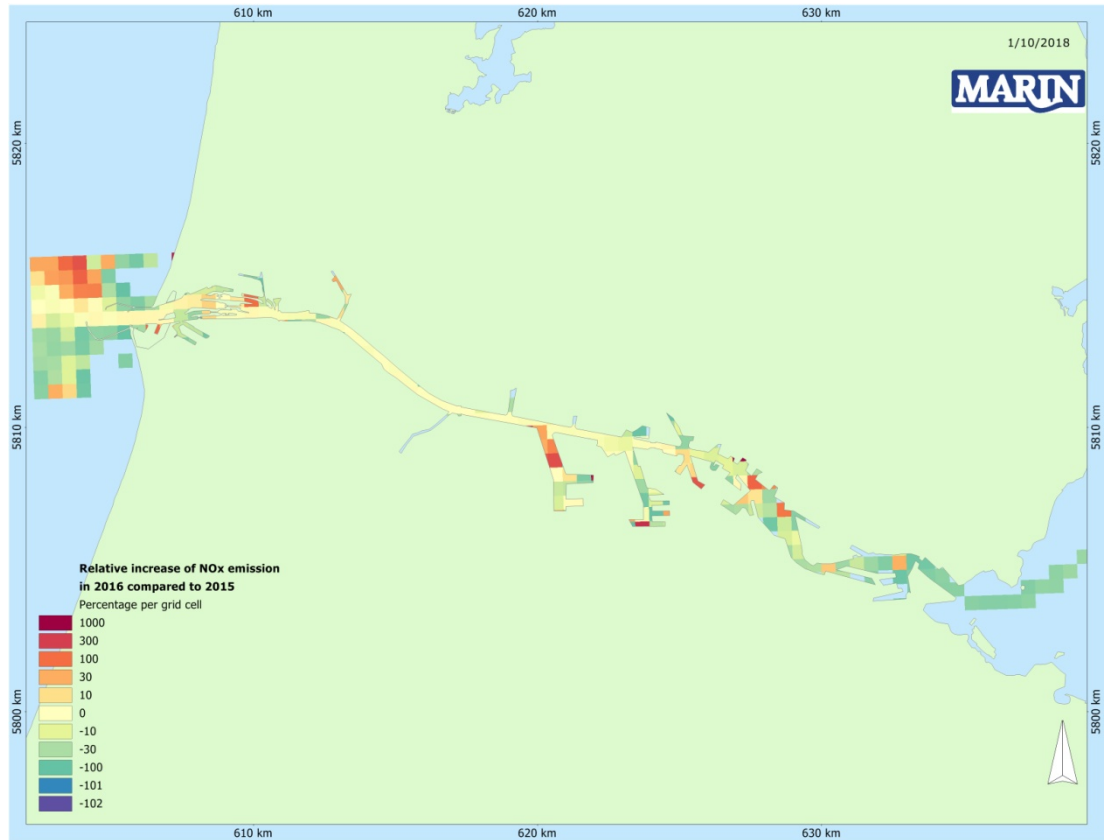 610 km
620 km
630 km
1/10/2018
MARIN
5820 km
5820 km
5810 km
5810 km
Relative increase of NOx emission
in 2016 compared to 2015
Percentage per grid cell
1000
300
100
30
10
0
-10
-30
-100
-101
-102
5800 km
5800 km
610 km
620 km
630 km